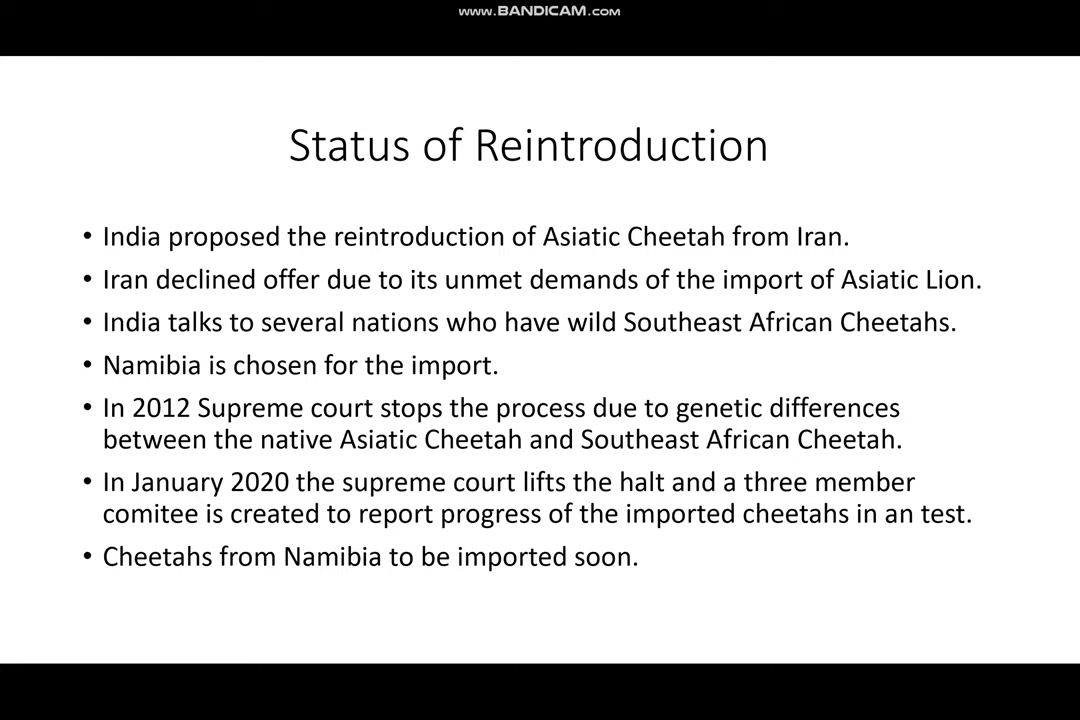 www.BANDICAM.com
Status of Reintroduction
• India proposed the reintroduction of Asiatic Cheetah from Iran.
• Iran declined offer due to its unmet demands of the import of Asiatic Lion.
• India talks to several nations who have wild Southeast African Cheetahs.
• Namibia is chosen for the import.
• In 2012 Supreme court stops the process due to genetic differences
between the native Asiatic Cheetah and Southeast African Cheetah.
• In January 2020 the supreme court lifts the halt and a three member
comitee is created to report progress of the imported cheetahs in an test.
• Cheetahs from Namibia to be imported soon.